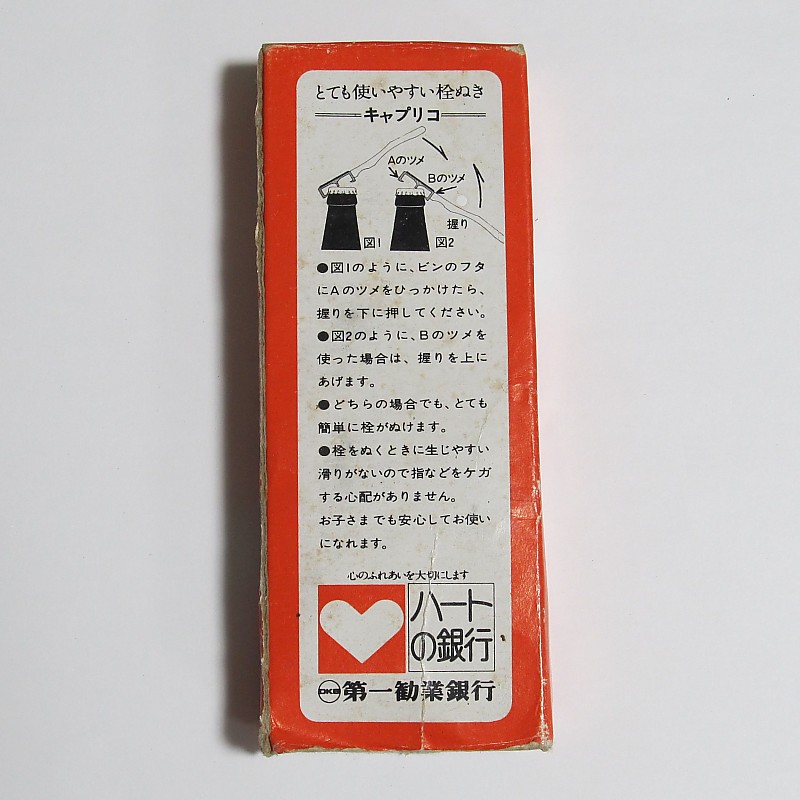 とても使いやすい栓ぬき
キャプリコ
Aのツメ
Bのツメ
握り
図1
図2
●図1のように、ビンのフタ
にAのツメをひっかけたら、
握りを下に押してください。
●図2のように、Bのツメを
使った場合は、握りを上に
あげます。
●どちらの場合でも、とても
簡単に栓がぬけます。
●栓をぬくときに生じやすい
滑りがないので指などをケガ
する心配がありません。
お子さまでも安心してお使い
になれます。
心のふれあいを大切にします
ハート
の銀行
DKB 第一勧業銀行